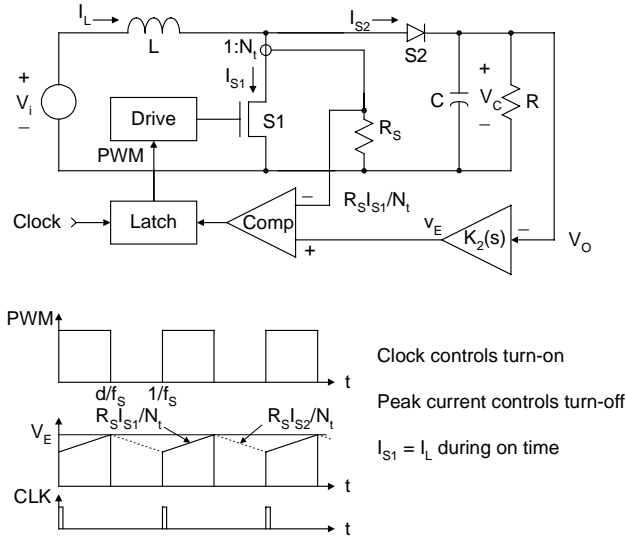 I_L
I_S2
L
1:N_t
S2
+
V_i
–
I_S1
Drive
S1
R_S
C
+
V_C
–
R
PWM
Clock
Latch
Comp
–
+
R_SI_S1/N_t
v_E
K_2(s)
–
V_O
PWM
t
d/f_S
1/f_S
V_E
R_SI_S1/N_t
R_SI_S2/N_t
t
CLK
t
Clock controls turn-on
Peak current controls turn-off
I_S1 = I_L during on time